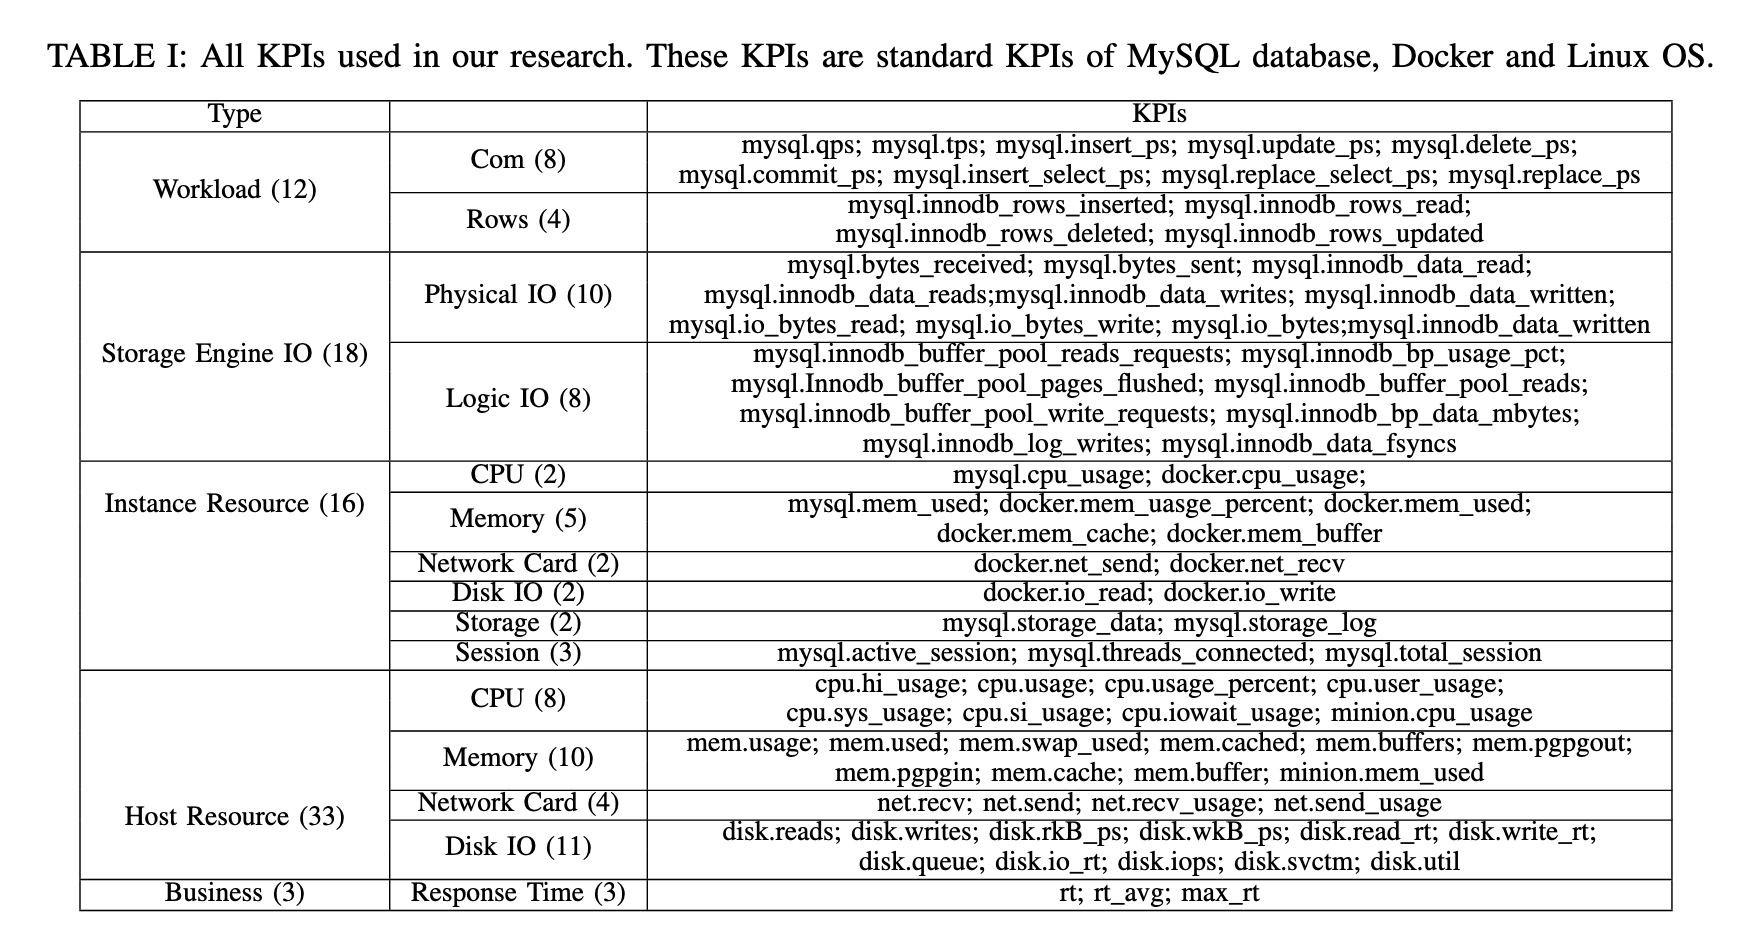 TABLE I: All KPIs used in our research. These KPIs are standard KPIs of MySQL database, Docker and Linux OS.
Type KPIs
Workload (12)
Com (8)
mysql.qps; mysql.tps; mysql.insert_ps; mysql.update_ps; mysql.delete_ps;
mysql.commit_ps; mysql.insert_select_ps; mysql.replace_select_ps; mysql.replace_ps
Rows (4)
mysql.innodb_rows_inserted; mysql.innodb_rows_read;
mysql.innodb_rows_deleted; mysql.innodb_rows_updated
Storage Engine IO (18)
Physical IO (10)
mysql.bytes_received; mysql.bytes_sent; mysql.innodb_data_read;
mysql.innodb_data_reads;mysql.innodb_data_writes; mysql.innodb_data_written;
mysql.io_bytes_read; mysql.io_bytes_write; mysql.io_bytes;mysql.innodb_data_written
Logic IO (8)
mysql.innodb_buffer_pool_reads_requests; mysql.innodb_bp_usage_pct;
mysql.Innodb_buffer_pool_pages_flushed; mysql.innodb_buffer_pool_reads;
mysql.innodb_buffer_pool_write_requests; mysql.innodb_bp_data_mbytes;
mysql.innodb_log_writes; mysql.innodb_data_fsyncs
Instance Resource (16)
CPU (2) mysql.cpu_usage; docker.cpu_usage;
Memory (5)
mysql.mem_used; docker.mem_uasge_percent; docker.mem_used;
docker.mem_cache; docker.mem_buffer
Network Card (2) docker.net_send; docker.net_recv
Disk IO (2) docker.io_read; docker.io_write
Storage (2) mysql.storage_data; mysql.storage_log
Session (3) mysql.active_session; mysql.threads_connected; mysql.total_session
Host Resource (33)
CPU (8)
cpu.hi_usage; cpu.usage; cpu.usage_percent; cpu.user_usage;
cpu.sys_usage; cpu.si_usage; cpu.iowait_usage; minion.cpu_usage
Memory (10)
mem.usage; mem.used; mem.swap_used; mem.cached; mem.buffers; mem.pgpgout;
mem.pgpgin; mem.cache; mem.buffer; minion.mem_used
Network Card (4) net.recv; net.send; net.recv_usage; net.send_usage
Disk IO (11)
disk.reads; disk.writes; disk.rkB_ps; disk.wkB_ps; disk.read_rt; disk.write_rt;
disk.queue; disk.io_rt; disk.iops; disk.svctm; disk.util
Business (3) Response Time (3) rt; rt_avg; max_rt